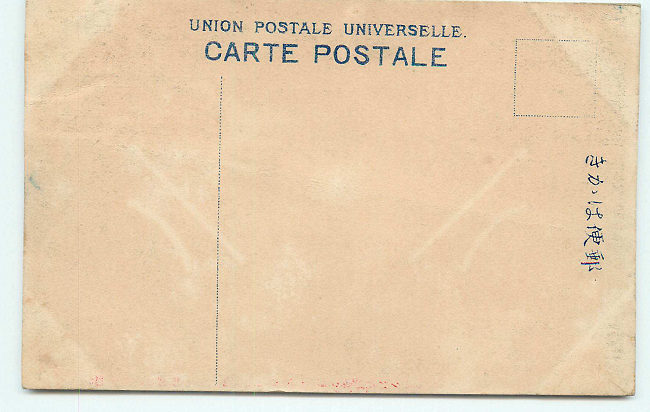 UNION POSTALE UNIVERSELLE.
CARTE POSTALE
きかは便郵